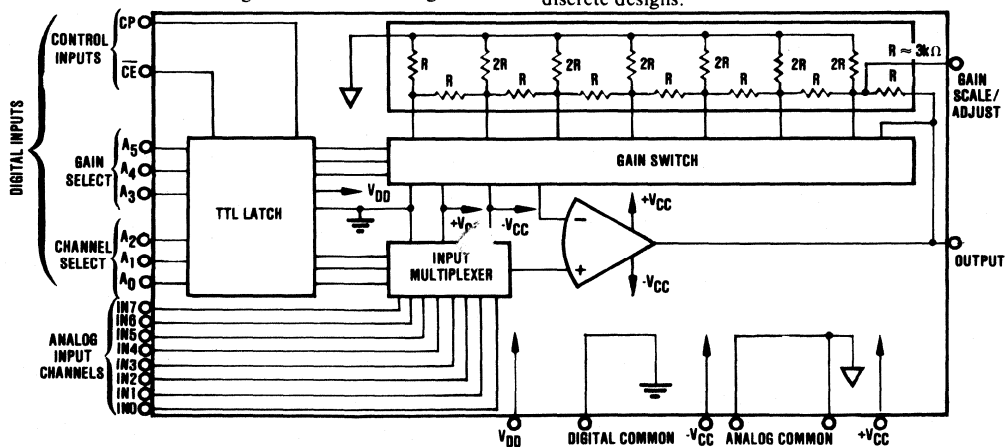 discrete designs.
CP
CONTROL
INPUTS
CE
DIGITAL INPUTS
GAIN
SELECT
A5
A4
A3
CHANNEL
SELECT
A2
A1
A0
ANALOG
INPUT
CHANNELS
IN7
IN6
IN5
IN4
IN3
IN2
IN1
IN0
TTL LATCH
VDD
R
2R
2R
2R
2R
2R
2R
R
R
R
R
R
R
R
R ≈ 3kΩ
GAIN
SCALE/
ADJUST
GAIN SWITCH
-VCC
INPUT
MULTIPLEXER
−
+
+VCC
-VCC
OUTPUT
VDD
DIGITAL COMMON
-VCC
ANALOG COMMON
+VCC